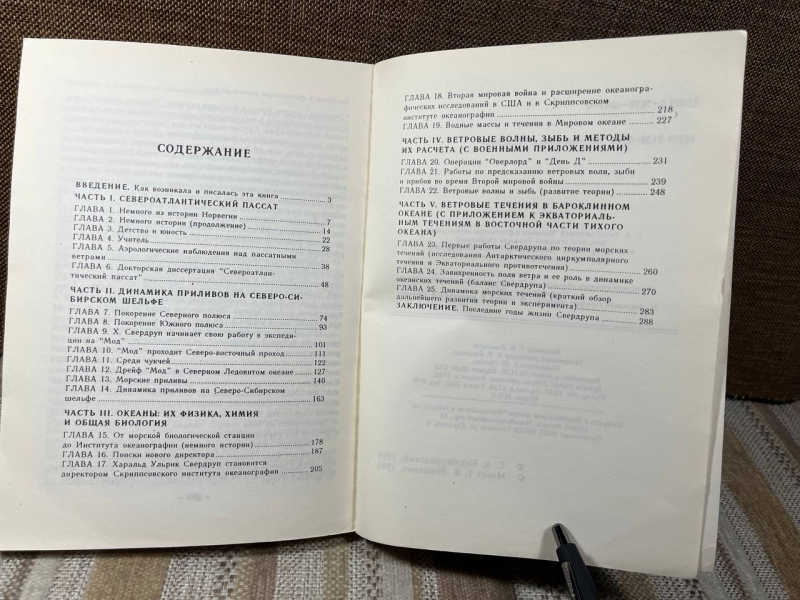 СОДЕРЖАНИЕ
ВВЕДЕНИЕ. Как возникала и писалась эта книга 3
ЧАСТЬ I. СЕВЕРОАТЛАНТИЧЕСКИЙ ПАССАТ
ГЛАВА 1. Немного из истории Норвегии 7
ГЛАВА 2. Немного истории (продолжение) 14
ГЛАВА 3. Детство и юность 22
ГЛАВА 4. Учитель 28
ГЛАВА 5. Аэрологические наблюдения над пассатными
ветрами 38
ГЛАВА 6. Докторская диссертация "Североатлан-
тический пассат" 48
ЧАСТЬ II. ДИНАМИКА ПРИЛИВОВ НА СЕВЕРО-СИ-
БИРСКОМ ШЕЛЬФЕ
ГЛАВА 7. Покорение Северного полюса 74
ГЛАВА 8. Покорение Южного полюса 93
ГЛАВА 9. Х. Свердруп начинает свою работу в экспеди-
ции на "Мод" 101
ГЛАВА 10. "Мод" проходит Северо-восточный проход 111
ГЛАВА 11. Среди чукчей 122
ГЛАВА 12. Дрейф "Мод" в Северном Ледовитом океане 127
ГЛАВА 13. Морские приливы 140
ГЛАВА 14. Динамика приливов на Северо-Сибирском
шельфе 163
ЧАСТЬ III. ОКЕАНЫ: ИХ ФИЗИКА, ХИМИЯ
И ОБЩАЯ БИОЛОГИЯ
ГЛАВА 15. От морской биологической станции
до Института океанографии (немного истории) 178
ГЛАВА 16. Поиски нового директора 187
ГЛАВА 17. Харальд Ульрик Свердруп становится
директором Скриппсовского института океанографии 205
ГЛАВА 18. Вторая мировая война и расширение океаногра-
фических исследований в США и в Скриппсовском
институте океанографии 218
ГЛАВА 19. Водные массы и течения в Мировом океане 227
ЧАСТЬ IV. ВЕТРОВЫЕ ВОЛНЫ, ЗЫБЬ И МЕТОДЫ
ИХ РАСЧЕТА (С ВОЕННЫМИ ПРИЛОЖЕНИЯМИ)
ГЛАВА 20. Операции "Оверлорд" и "День Д" 231
ГЛАВА 21. Работы по предсказанию ветровых волн, зыби
и прибоя во время Второй мировой войны 239
ГЛАВА 22. Ветровые волны и зыбь (развитие теории) 248
ЧАСТЬ V. ВЕТРОВЫЕ ТЕЧЕНИЯ В БАРОКЛИННОМ
ОКЕАНЕ (С ПРИЛОЖЕНИЕМ К ЭКВАТОРИАЛЬ-
НЫМ ТЕЧЕНИЯМ В ВОСТОЧНОЙ ЧАСТИ ТИХОГО
ОКЕАНА)
ГЛАВА 23. Первые работы Свердрупа по теории морских
течений (исследования Антарктического циркумполярного
течения и Экваториального противотечения) 260
ГЛАВА 24. Завихренность поля ветра и ее роль в динамике
океанских течений (баланс Свердрупа) 270
ГЛАВА 25. Динамика морских течений (краткий обзор
дальнейшего развития теории и эксперимента) 283
ЗАКЛЮЧЕНИЕ. Последние годы жизни Свердрупа 288